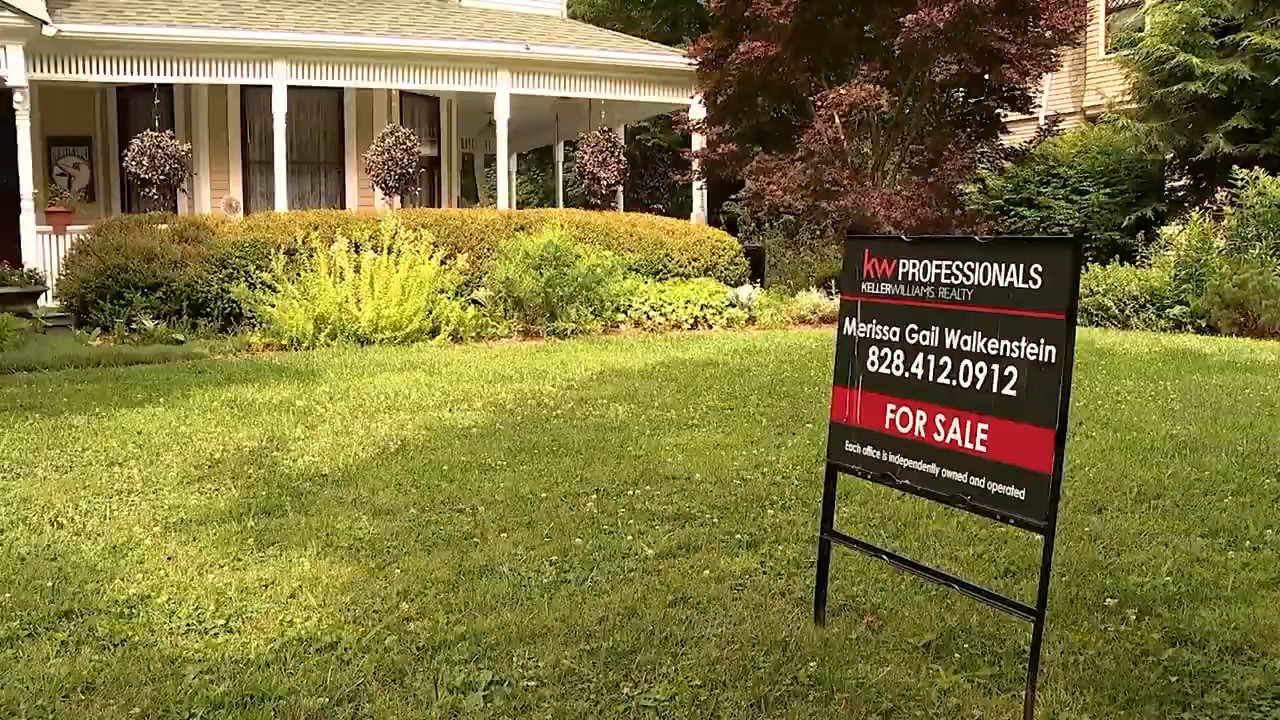 kw PROFESSIONALS
KELLERWILLIAMS. REALTY
Merissa Gail Walkenstein
828.412.0912
FOR SALE
Each office is independently owned and operated